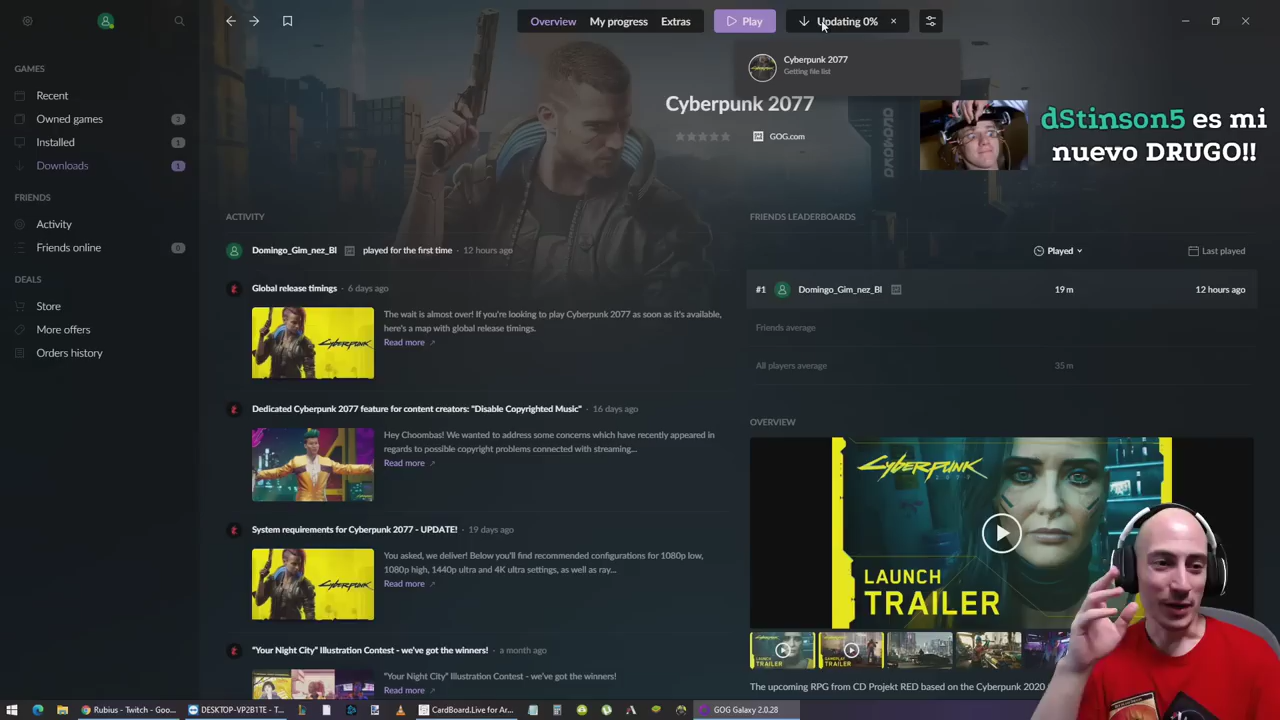 Overview
My progress
Extras
Play
Updating 0%
Cyberpunk 2077
Getting file list
Cyberpunk 2077
GOG.com
dStinson5 es mi
nuevo DRUGO!!
GAMES
Recent
Owned games
Installed
1
Downloads
1
FRIENDS
Activity
Friends online
0
DEALS
Store
More offers
Orders history
ACTIVITY
Domingo_Gim_nez_Bl played for the first time · 12 hours ago
Global release timings · 6 days ago
The wait is almost over! If you're looking to play Cyberpunk 2077 as soon as it's available,
here's a map with global release timings.
Read more
CYBERPUNK
Dedicated Cyberpunk 2077 feature for content creators: "Disable Copyrighted Music" · 16 days ago
Hey Choombas! We wanted to address some concerns which have recently appeared in
regards to possible copyright problems connected with streaming...
Read more
System requirements for Cyberpunk 2077 - UPDATE! · 19 days ago
You asked, we deliver! Below you'll find recommended configurations for 1080p low,
1080p high, 1440p ultra and 4K ultra settings, as well as ray...
Read more
CYBERPUNK
"Your Night City" Illustration Contest - we've got the winners! · a month ago
"Your Night City" Illustration Contest - we've got the winners!
Read more
FRIENDS LEADERBOARDS
Played
Last played
#1 Domingo_Gim_nez_Bl 19 m 12 hours ago
Friends average
All players average 35 m
OVERVIEW
CYBERPUNK
2077
LAUNCH
TRAILER
The upcoming RPG from CD Projekt RED based on the Cyberpunk 2020
Rubius - Twitch - Goo...
DESKTOP-VP2B1TE - T...
CardBoard.Live for Ar...
GOG Galaxy 2.0.28